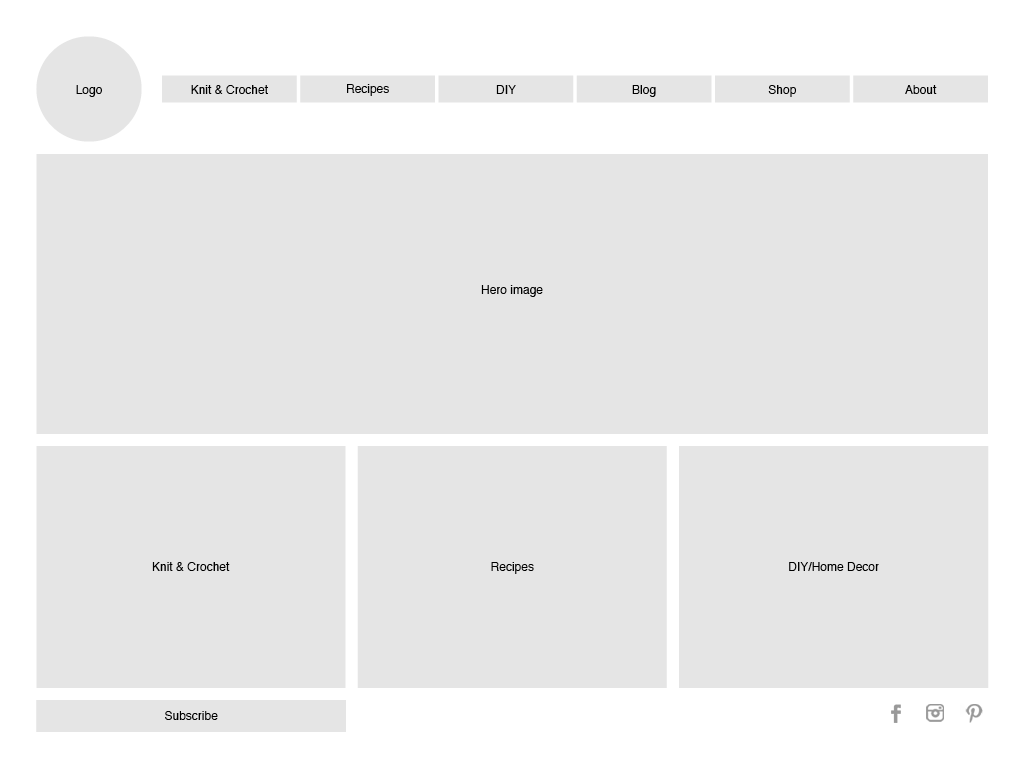 Logo
Knit & Crochet
Recipes
DIY
Blog
Shop
About
Hero image
Knit & Crochet
Recipes
DIY/Home Decor
Subscribe